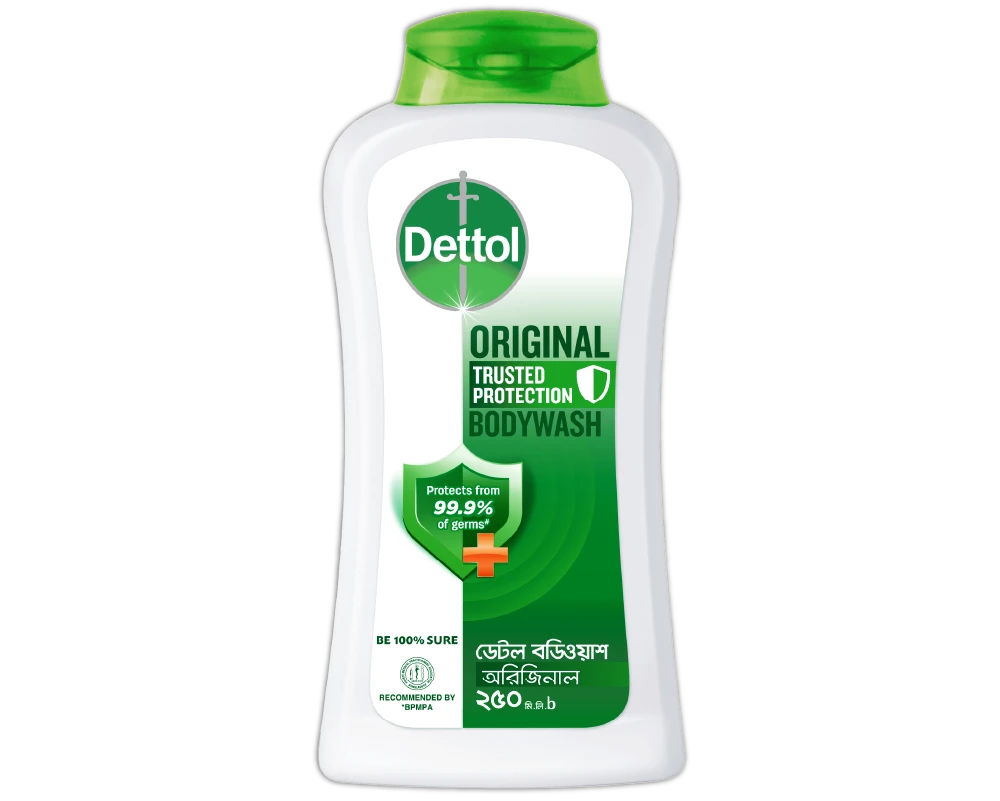 Dettol
ORIGINAL
TRUSTED
PROTECTION
BODYWASH
Protects from
99.9%
of germs#
BE 100% SURE
RECOMMENDED BY
*BPMPA
ডেটল বডিওয়াশ
অরিজিনাল
২৫০ মি.লি.b